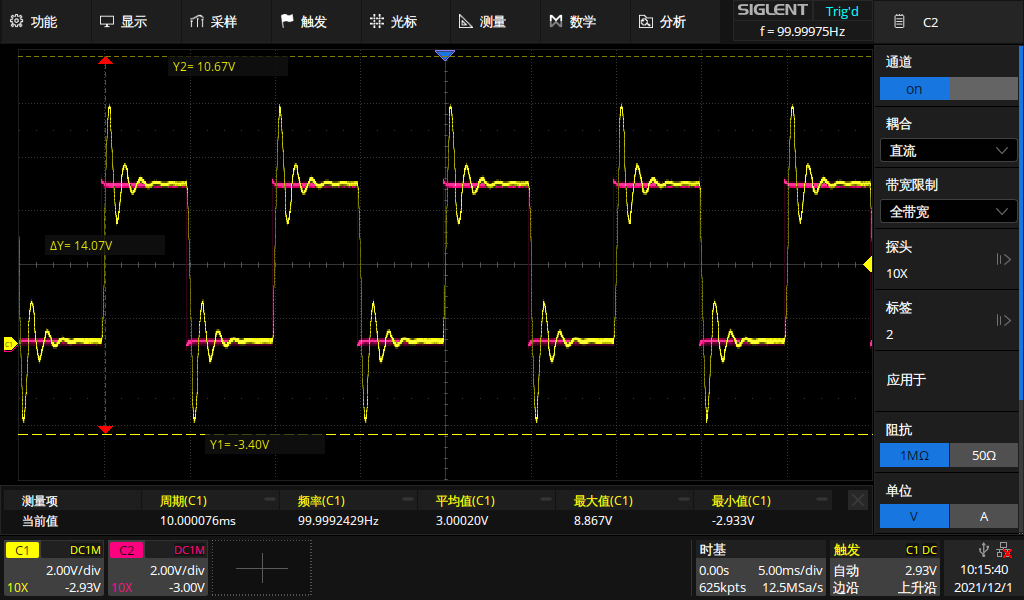 功能 显示 采样 触发 光标 测量 数学 分析 SIGLENT Trig'd
f = 99.99975Hz
C2
Y2= 10.67V
ΔY= 14.07V
C1
Y1= -3.40V
通道
on
耦合
直流
带宽限制
全带宽
探头
10X
标签
2
应用于
阻抗
1MΩ 50Ω
单位
V A
测量项 周期(C1) 频率(C1) 平均值(C1) 最大值(C1) 最小值(C1)
当前值 10.000076ms 99.9992429Hz 3.00020V 8.867V -2.933V
C1 DC1M
2.00V/div
10X -2.93V
C2 DC1M
2.00V/div
10X -3.00V
时基
0.00s 5.00ms/div
625kpts 12.5MSa/s
触发 C1 DC
自动 2.93V
边沿 上升沿
10:15:40
2021/12/1